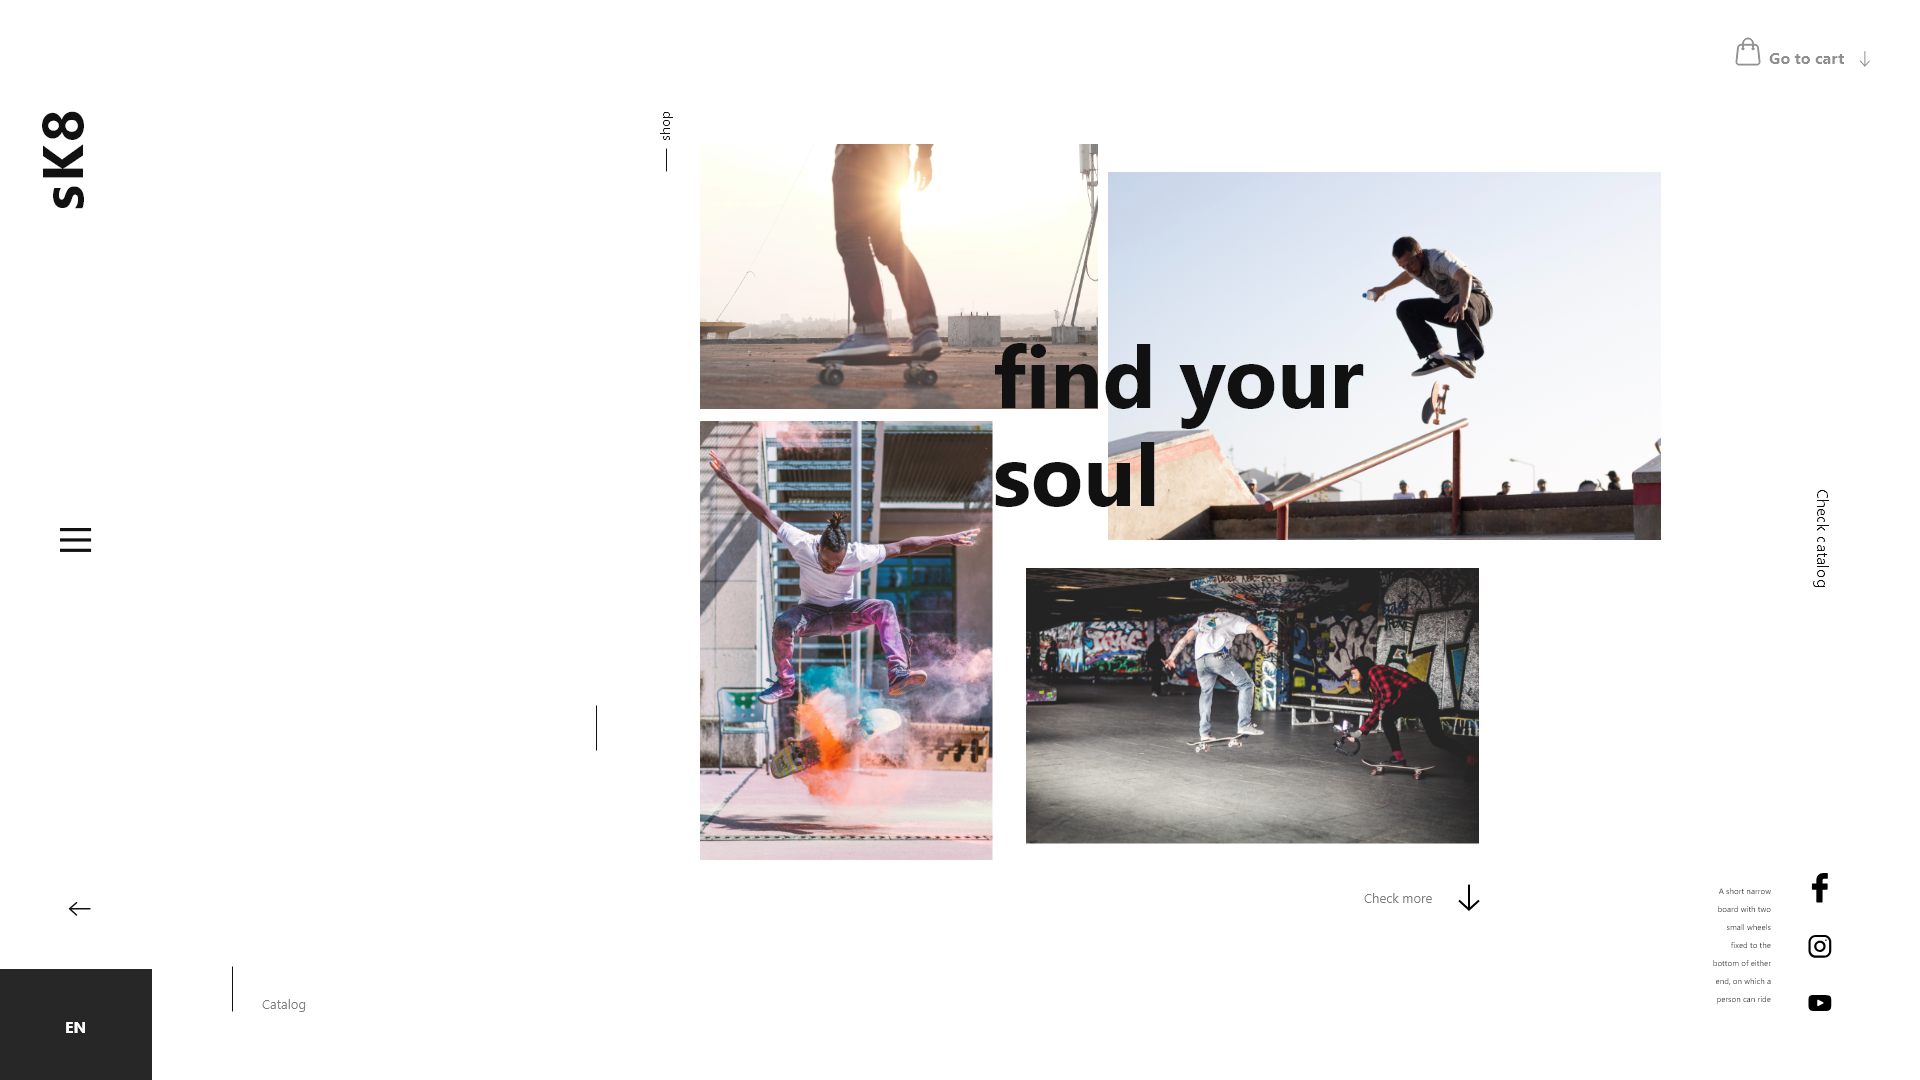 Go to cart
sK8
shop
find your
soul
Check catalog
Check more
A short narrow
board with two
small wheels
fixed to the
bottom of either
end, on which a
person can ride
Catalog
EN